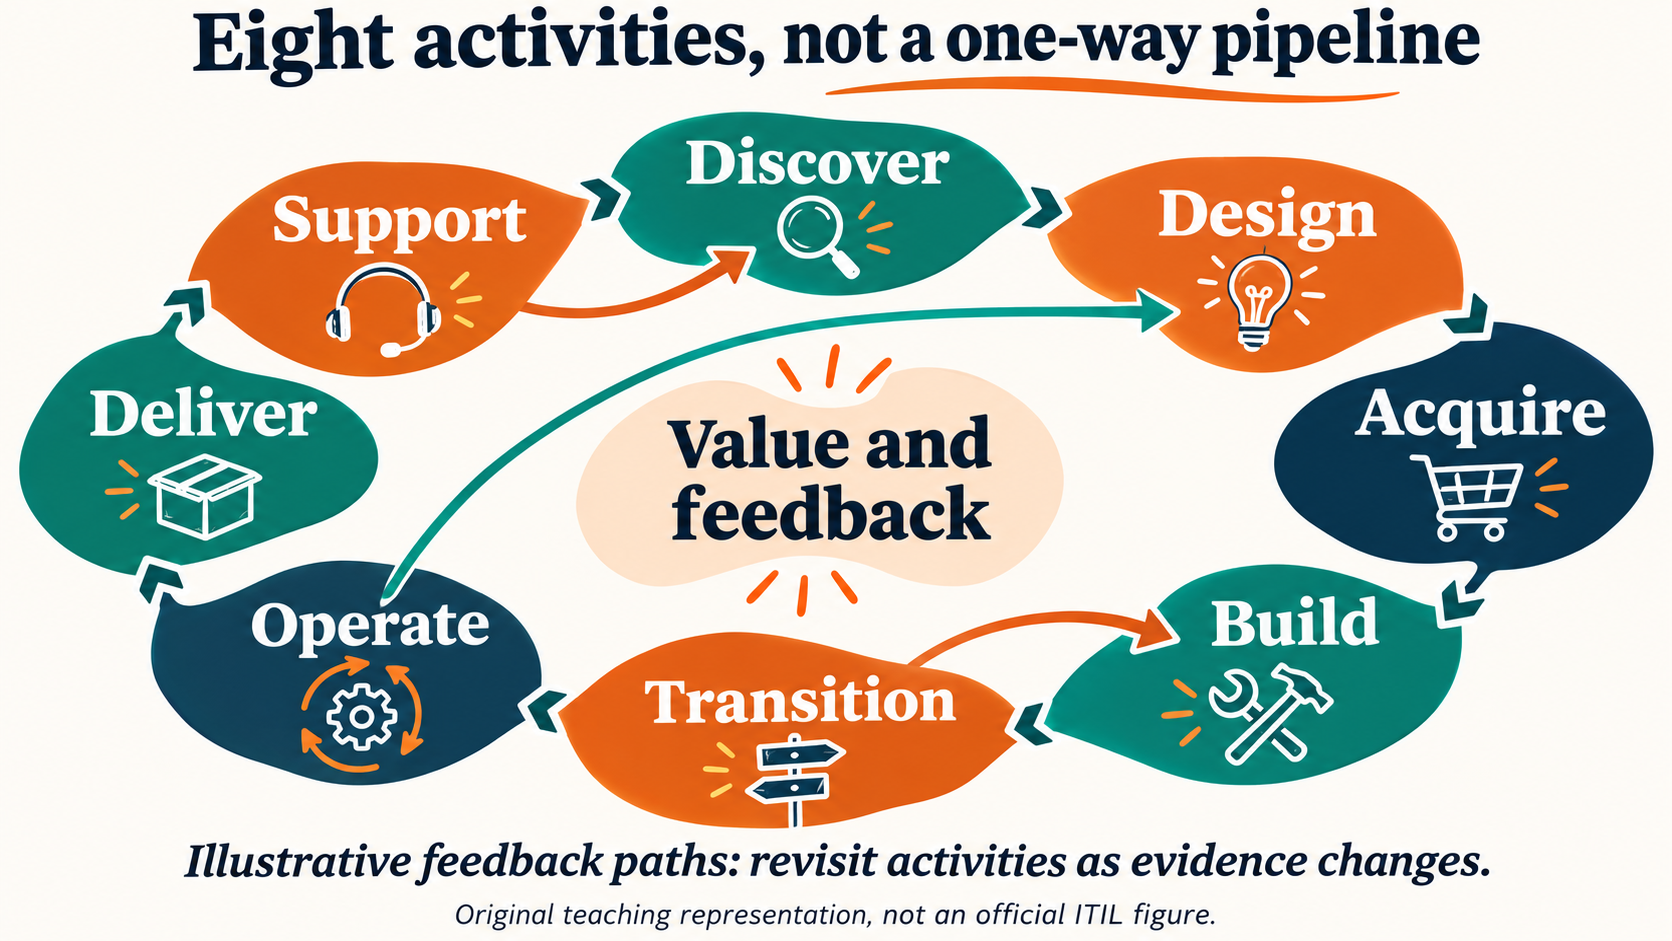 Eight activities, not a one-way pipeline
Discover
Support
Design
Deliver
Acquire
Value and
feedback
Operate
Build
Transition
Illustrative feedback paths: revisit activities as evidence changes.
Original teaching representation, not an official ITIL figure.